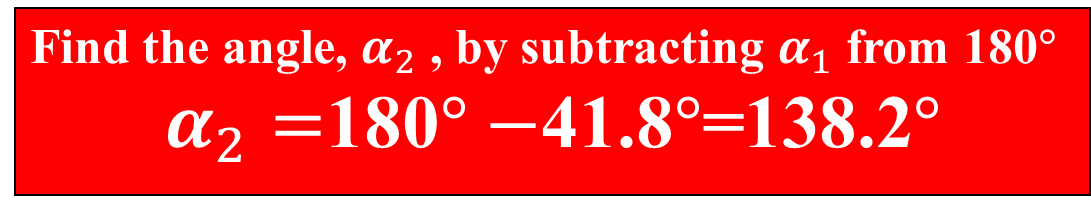 Find the angle, α₂ , by subtracting α₁ from 180°
α₂ =180° −41.8°=138.2°